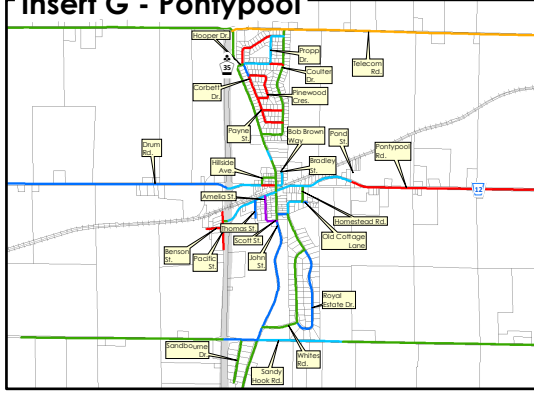 Insert G - Pontypool
Hooper Dr.
Propp
Dr.
Telecom
Rd.
35
Coulter
Dr.
Corbett
Dr.
Pinewood
Cres.
Payne
St.
Bob Brown
Way
Pond
St.
Drum
Rd.
Pontypool
Rd.
Hillside
Ave.
Bradley
St.
12
Amelia St.
Thomas St.
Homestead Rd.
Scott St.
Old Cottage
Lane
Benson
St.
Pacific
St.
John
St.
Royal
Estate Dr.
Sandbourne
Dr.
Whites
Rd.
Sandy
Hook Rd.